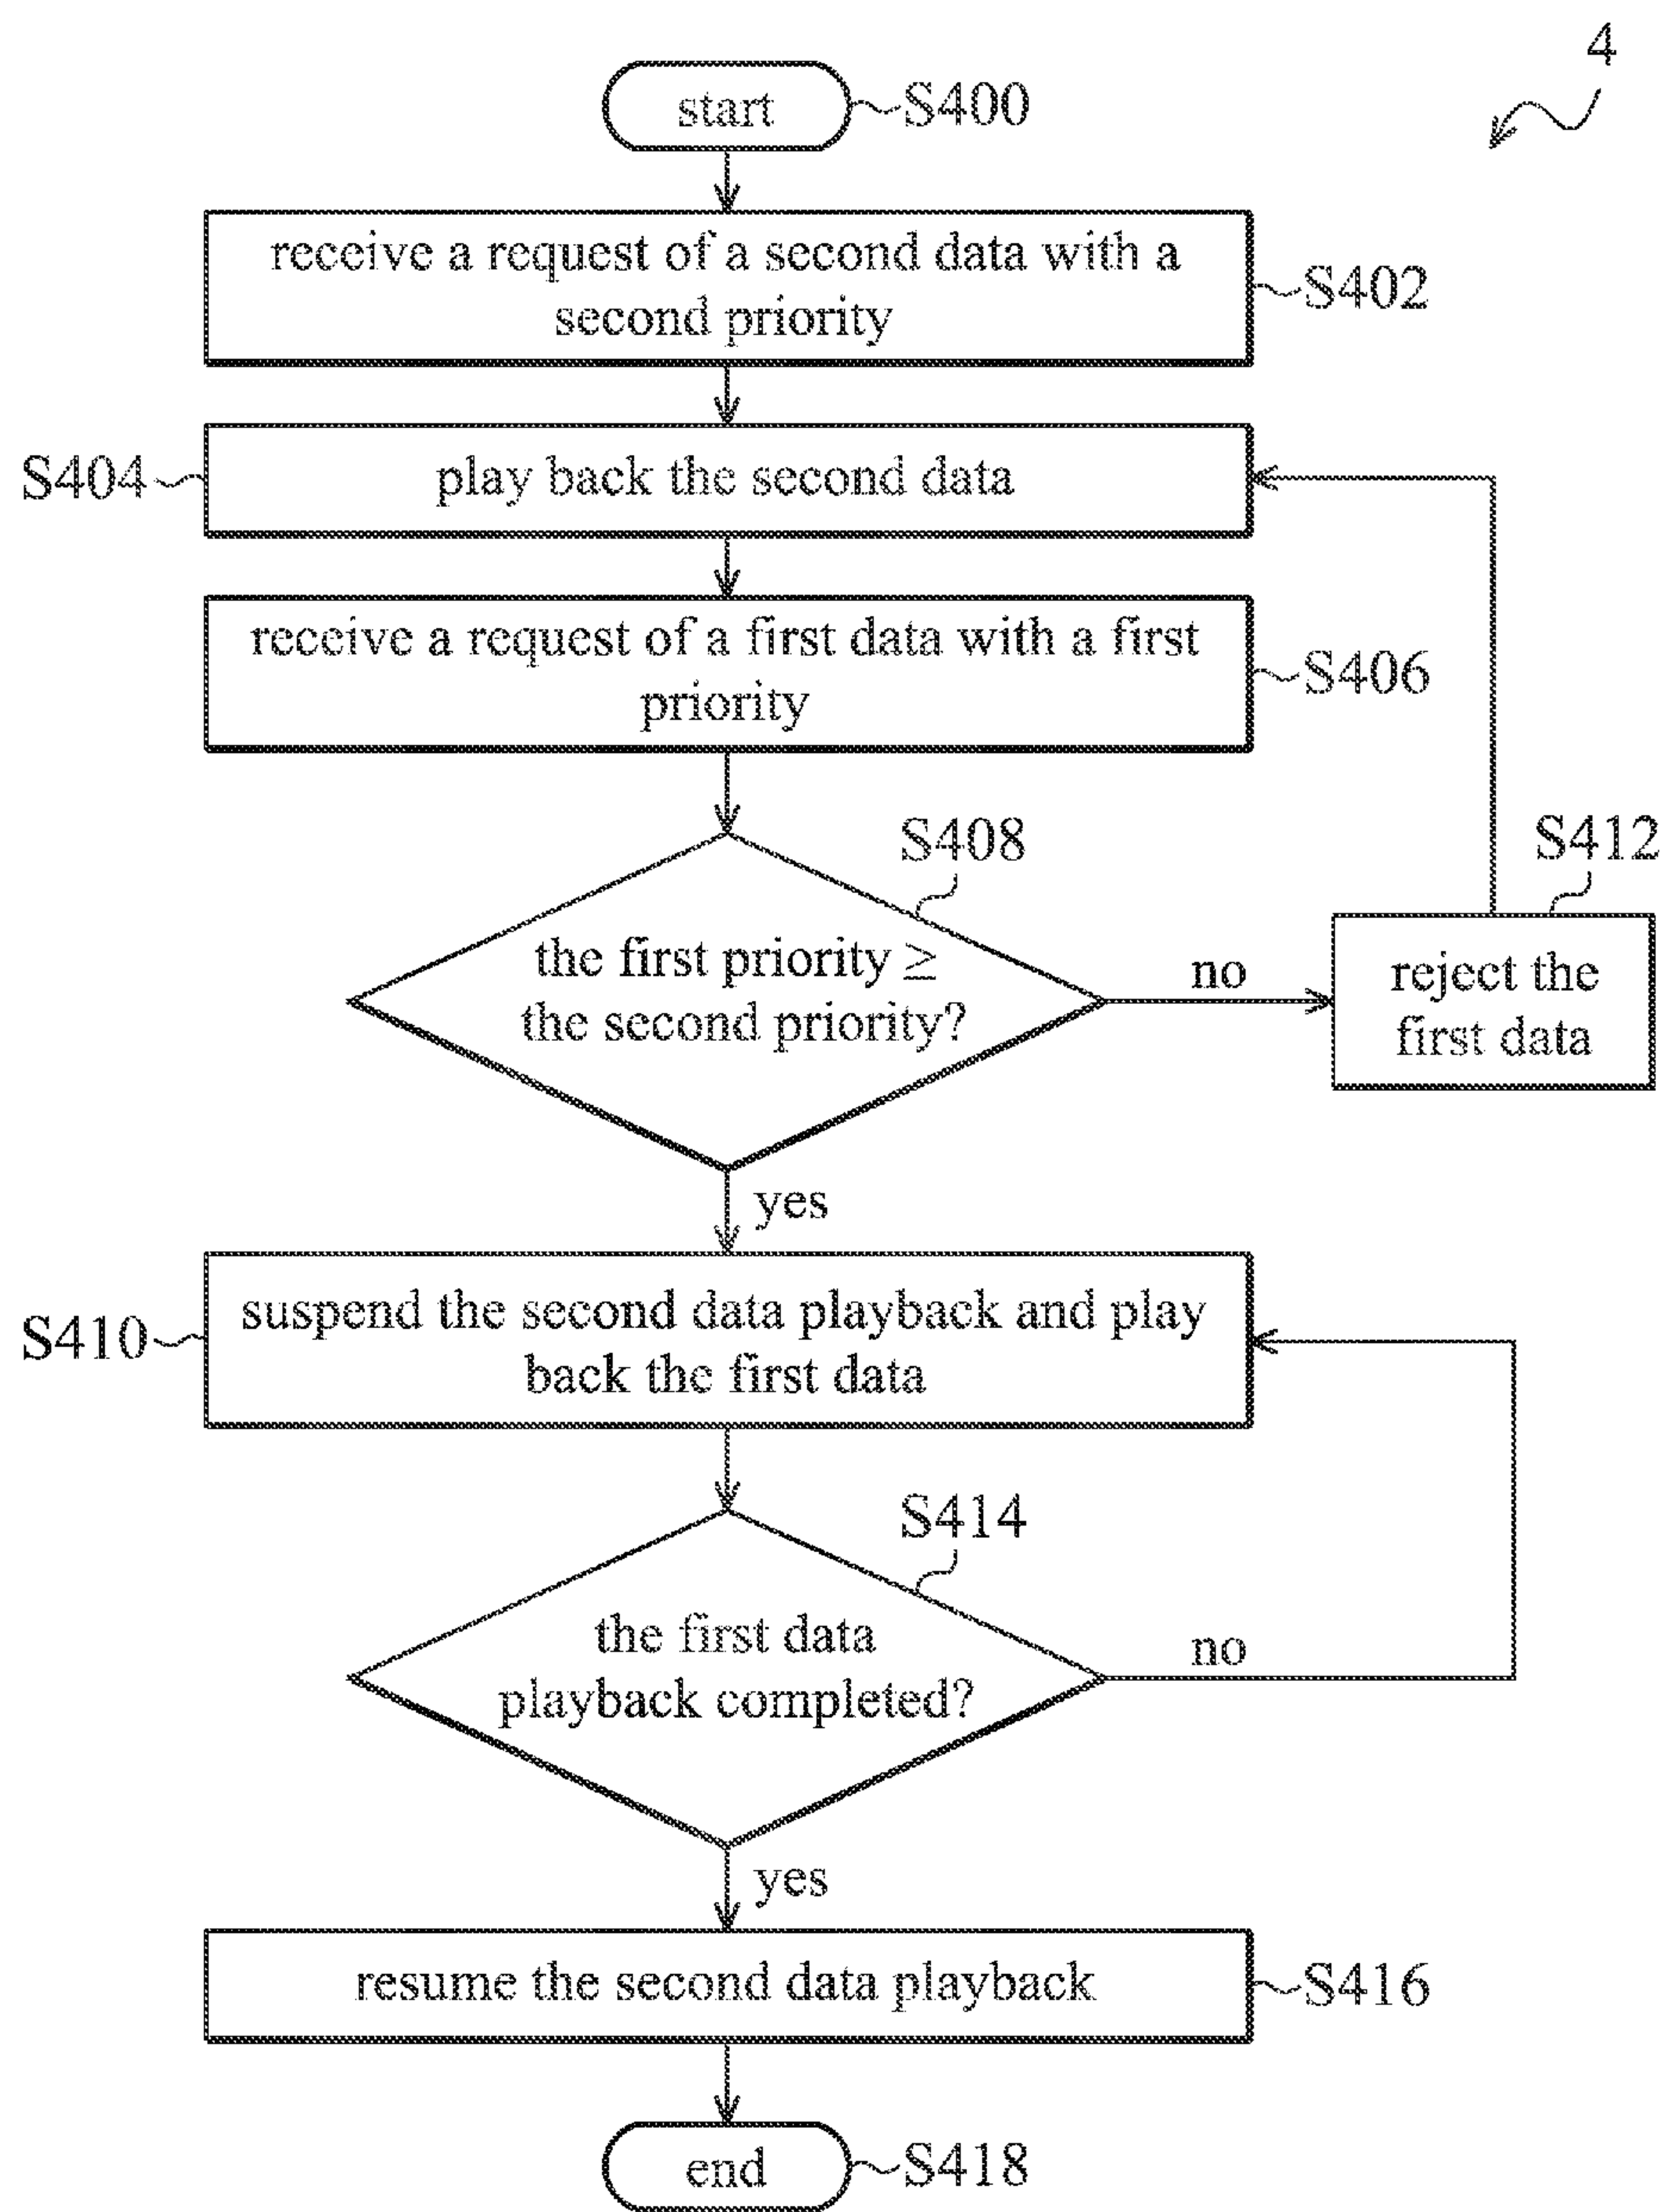 4
start
S400
receive a request of a second data with a
second priority
S402
S404
play back the second data
receive a request of a first data with a first
priority
S406
S408
the first priority ≥
the second priority?
no
S412
reject the
first data
yes
S410
suspend the second data playback and play
back the first data
S414
the first data
playback completed?
no
yes
resume the second data playback
S416
end
S418